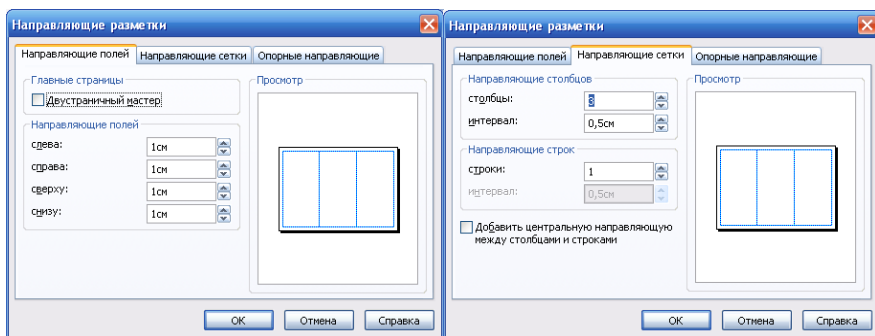 Направляющие разметки
Направляющие полей Направляющие сетки Опорные направляющие
Главные страницы
Двустраничный мастер
Направляющие полей
слева: 1см
справа: 1см
сверху: 1см
снизу: 1см
Просмотр
ОК Отмена Справка
Направляющие разметки
Направляющие полей Направляющие сетки Опорные направляющие
Направляющие столбцов
столбцы: 3
интервал: 0,5см
Направляющие строк
строки: 1
интервал: 0,5см
Добавить центральную направляющую
между столбцами и строками
Просмотр
ОК Отмена Справка